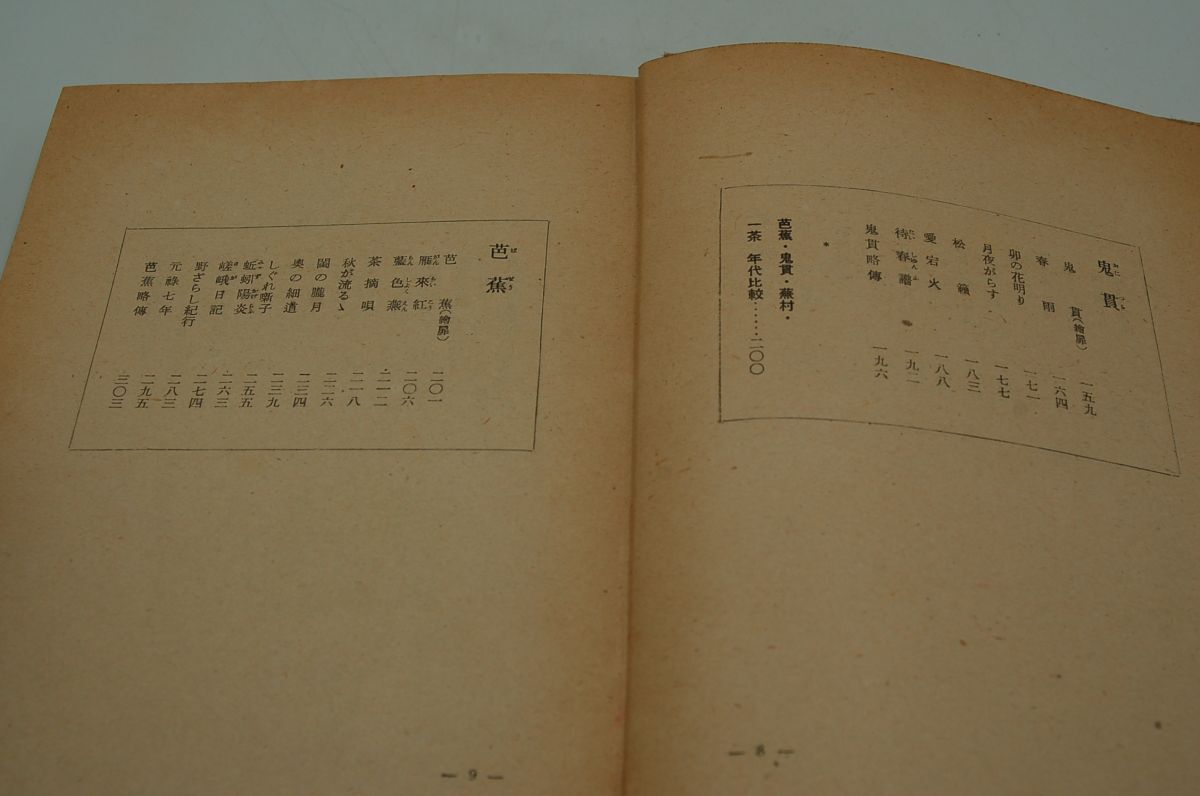 鬼貫
鬼貫(繪扉) 一五九
春雨 一六四
卯の花明り 一七一
月夜がらす 一七七
松籟 一八三
愛宕火 一八八
待春譜 一九二
鬼貫略傳 一九六
*
芭蕉・鬼貫・蕪村・
一茶 年代比較……二〇〇
— 8 —
芭蕉
芭蕉(繪扉) 二〇一
雁來紅 二〇六
藍色燕 二一二
茶摘唄 二一八
秋が流るゝ 二二六
閨の朧月 二三四
奧の細道 二三九
しぐれ噺子 二五五
蚯蚓陽炎 二六三
嵯峨日記 二七四
野ざらし紀行 二八三
元祿七年 二九五
芭蕉略傳 三〇三
— 9 —